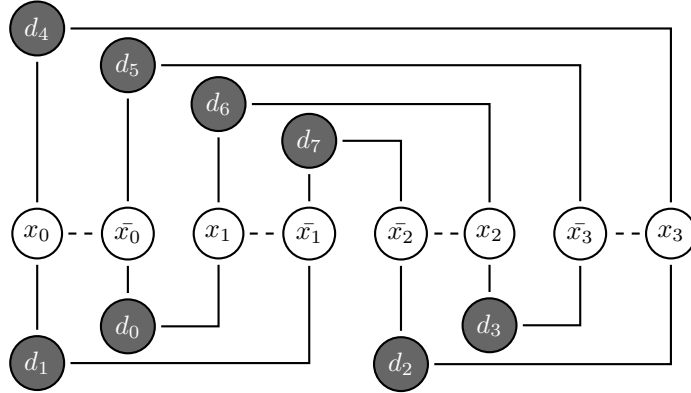 d₄
d₅
d₆
d₇
x₀ x̄₀ x₁ x̄₁ x̄₂ x₂ x̄₃ x₃
d₀ d₃
d₁ d₂